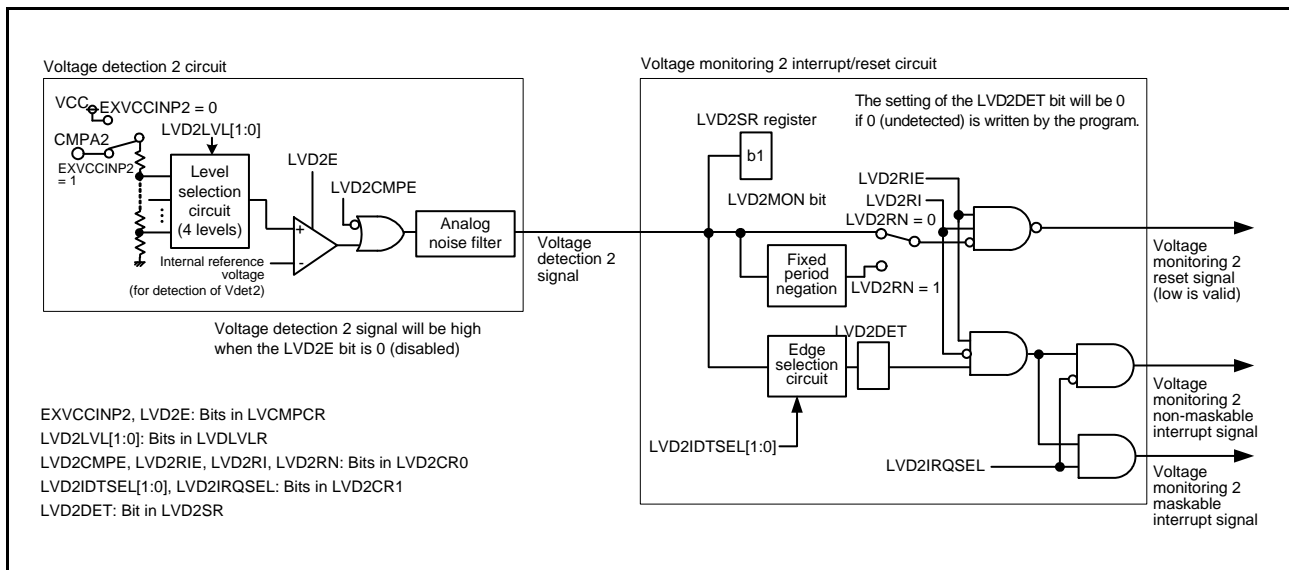 Voltage detection 2 circuit
VCC
EXVCCINP2 = 0
LVD2LVL[1:0]
CMPA2
EXVCCINP2
= 1
Level
selection
circuit
(4 levels)
LVD2E
LVD2CMPE
+
-
Analog
noise filter
Internal reference
voltage
(for detection of Vdet2)
Voltage
detection 2
signal
Voltage detection 2 signal will be high
when the LVD2E bit is 0 (disabled)
Voltage monitoring 2 interrupt/reset circuit
The setting of the LVD2DET bit will be 0
if 0 (undetected) is written by the program.
LVD2SR register
b1
LVD2MON bit
LVD2RIE
LVD2RI
LVD2RN = 0
Fixed
period
negation
LVD2RN = 1
Voltage
monitoring 2
reset signal
(low is valid)
LVD2DET
Edge
selection
circuit
LVD2IDTSEL[1:0]
LVD2IRQSEL
Voltage
monitoring 2
non-maskable
interrupt signal
Voltage
monitoring 2
maskable
interrupt signal
EXVCCINP2, LVD2E: Bits in LVCMPCR
LVD2LVL[1:0]: Bits in LVDLVLR
LVD2CMPE, LVD2RIE, LVD2RI, LVD2RN: Bits in LVD2CR0
LVD2IDTSEL[1:0], LVD2IRQSEL: Bits in LVD2CR1
LVD2DET: Bit in LVD2SR